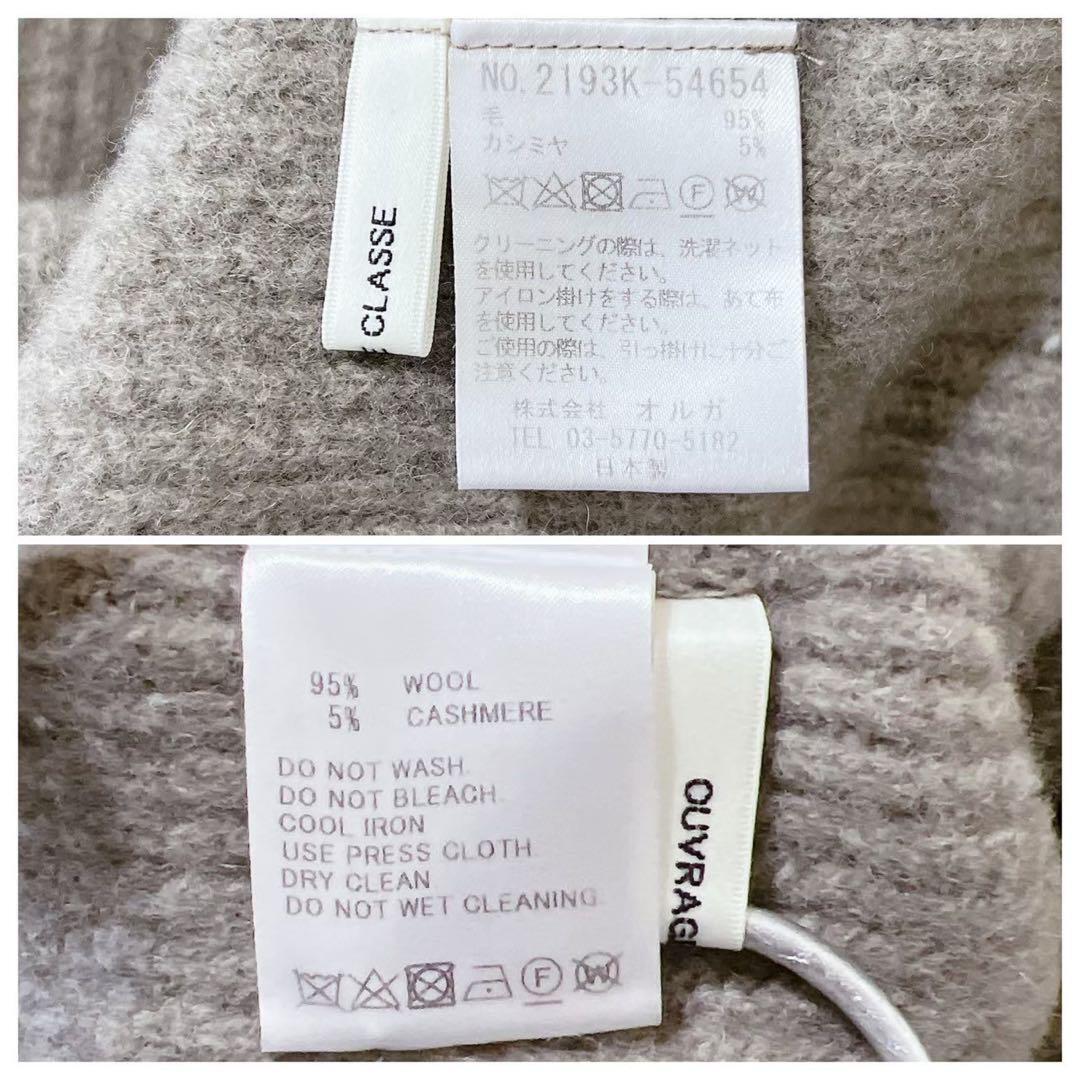 CLASSE
NO. 2193K-54654
毛 95%
カシミヤ 5%
F W
クリーニングの際は、洗濯ネット
を使用してください。
アイロン掛けをする際は、あて布
を使用してください。
ご使用の際は、引っ掛けに十分ご
注意ください。
株式会社 オルガ
TEL 03-5770-5182
日本製
95% WOOL
5% CASHMERE
DO NOT WASH.
DO NOT BLEACH.
COOL IRON
USE PRESS CLOTH.
DRY CLEAN
DO NOT WET CLEANING.
F W
OUVRAG